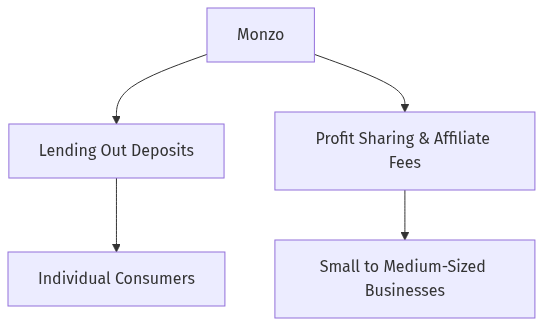 Monzo
Lending Out Deposits
Profit Sharing & Affiliate
Fees
Individual Consumers
Small to Medium-Sized
Businesses